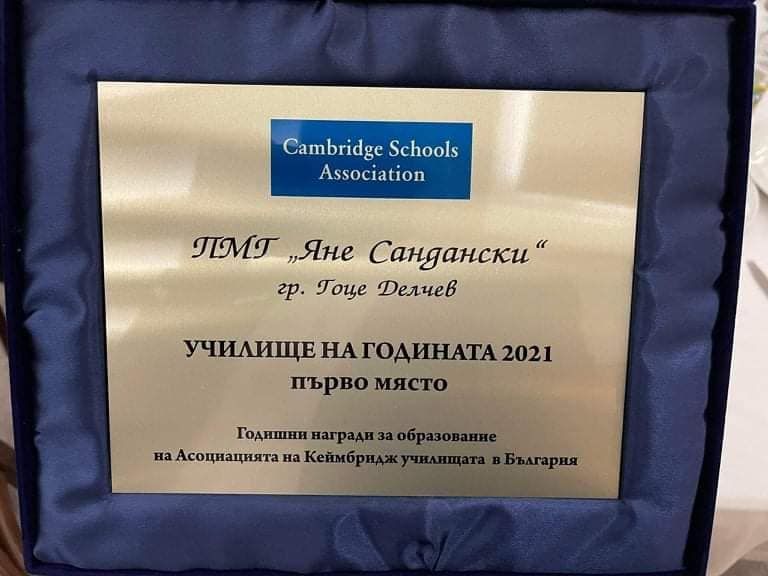 Cambridge Schools
Association
ПМГ „Яне Сандански“
гр. Гоце Делчев
УЧИЛИЩЕ НА ГОДИНАТА 2021
първо място
Годишни награди за образование
на Асоциацията на Кеймбридж училищата в България